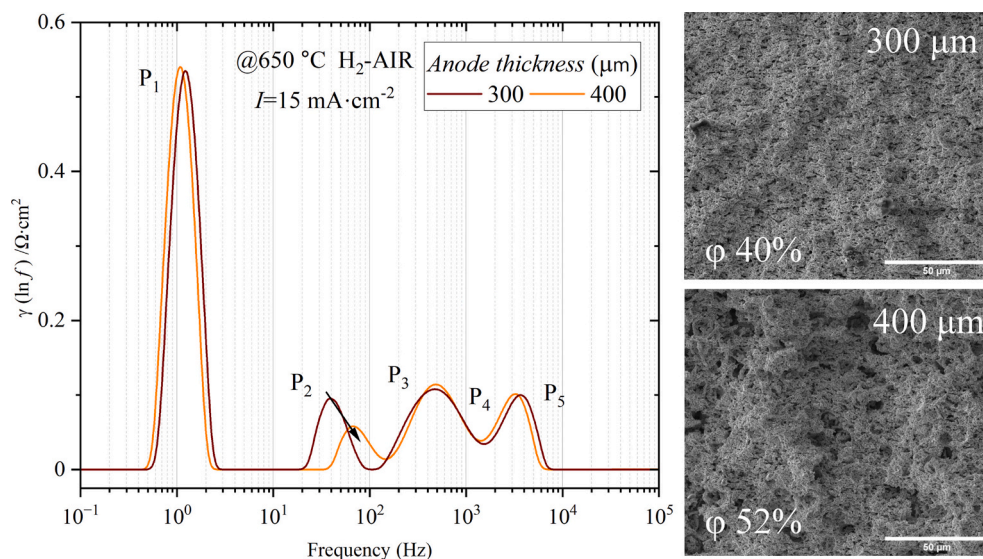 0.6
0.4
0.2
0
γ (ln f) /Ω·cm²
@650 °C H₂-AIR
I=15 mA·cm⁻²
Anode thickness (μm)
300 400
P₁
P₂
P₃
P₄
P₅
10⁻¹ 10⁰ 10¹ 10² 10³ 10⁴ 10⁵
Frequency (Hz)
300 μm
φ 40%
50 μm
400 μm
φ 52%
50 μm